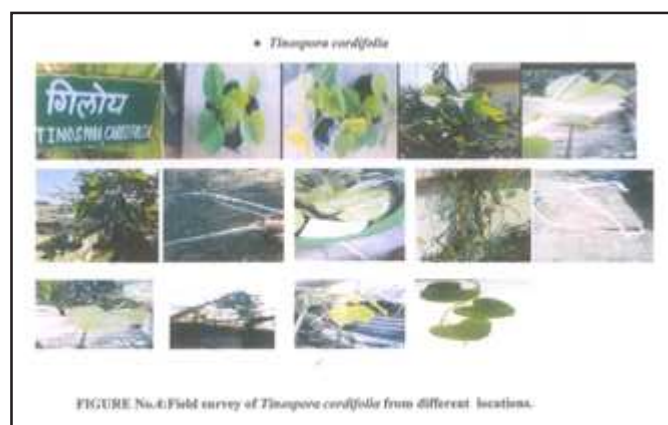 • Tinospora cordifolia
गिलोय
TINOSPORA CORDIFOLIA
FIGURE No.4:Field survey of Tinospora cordifolia from different locations.